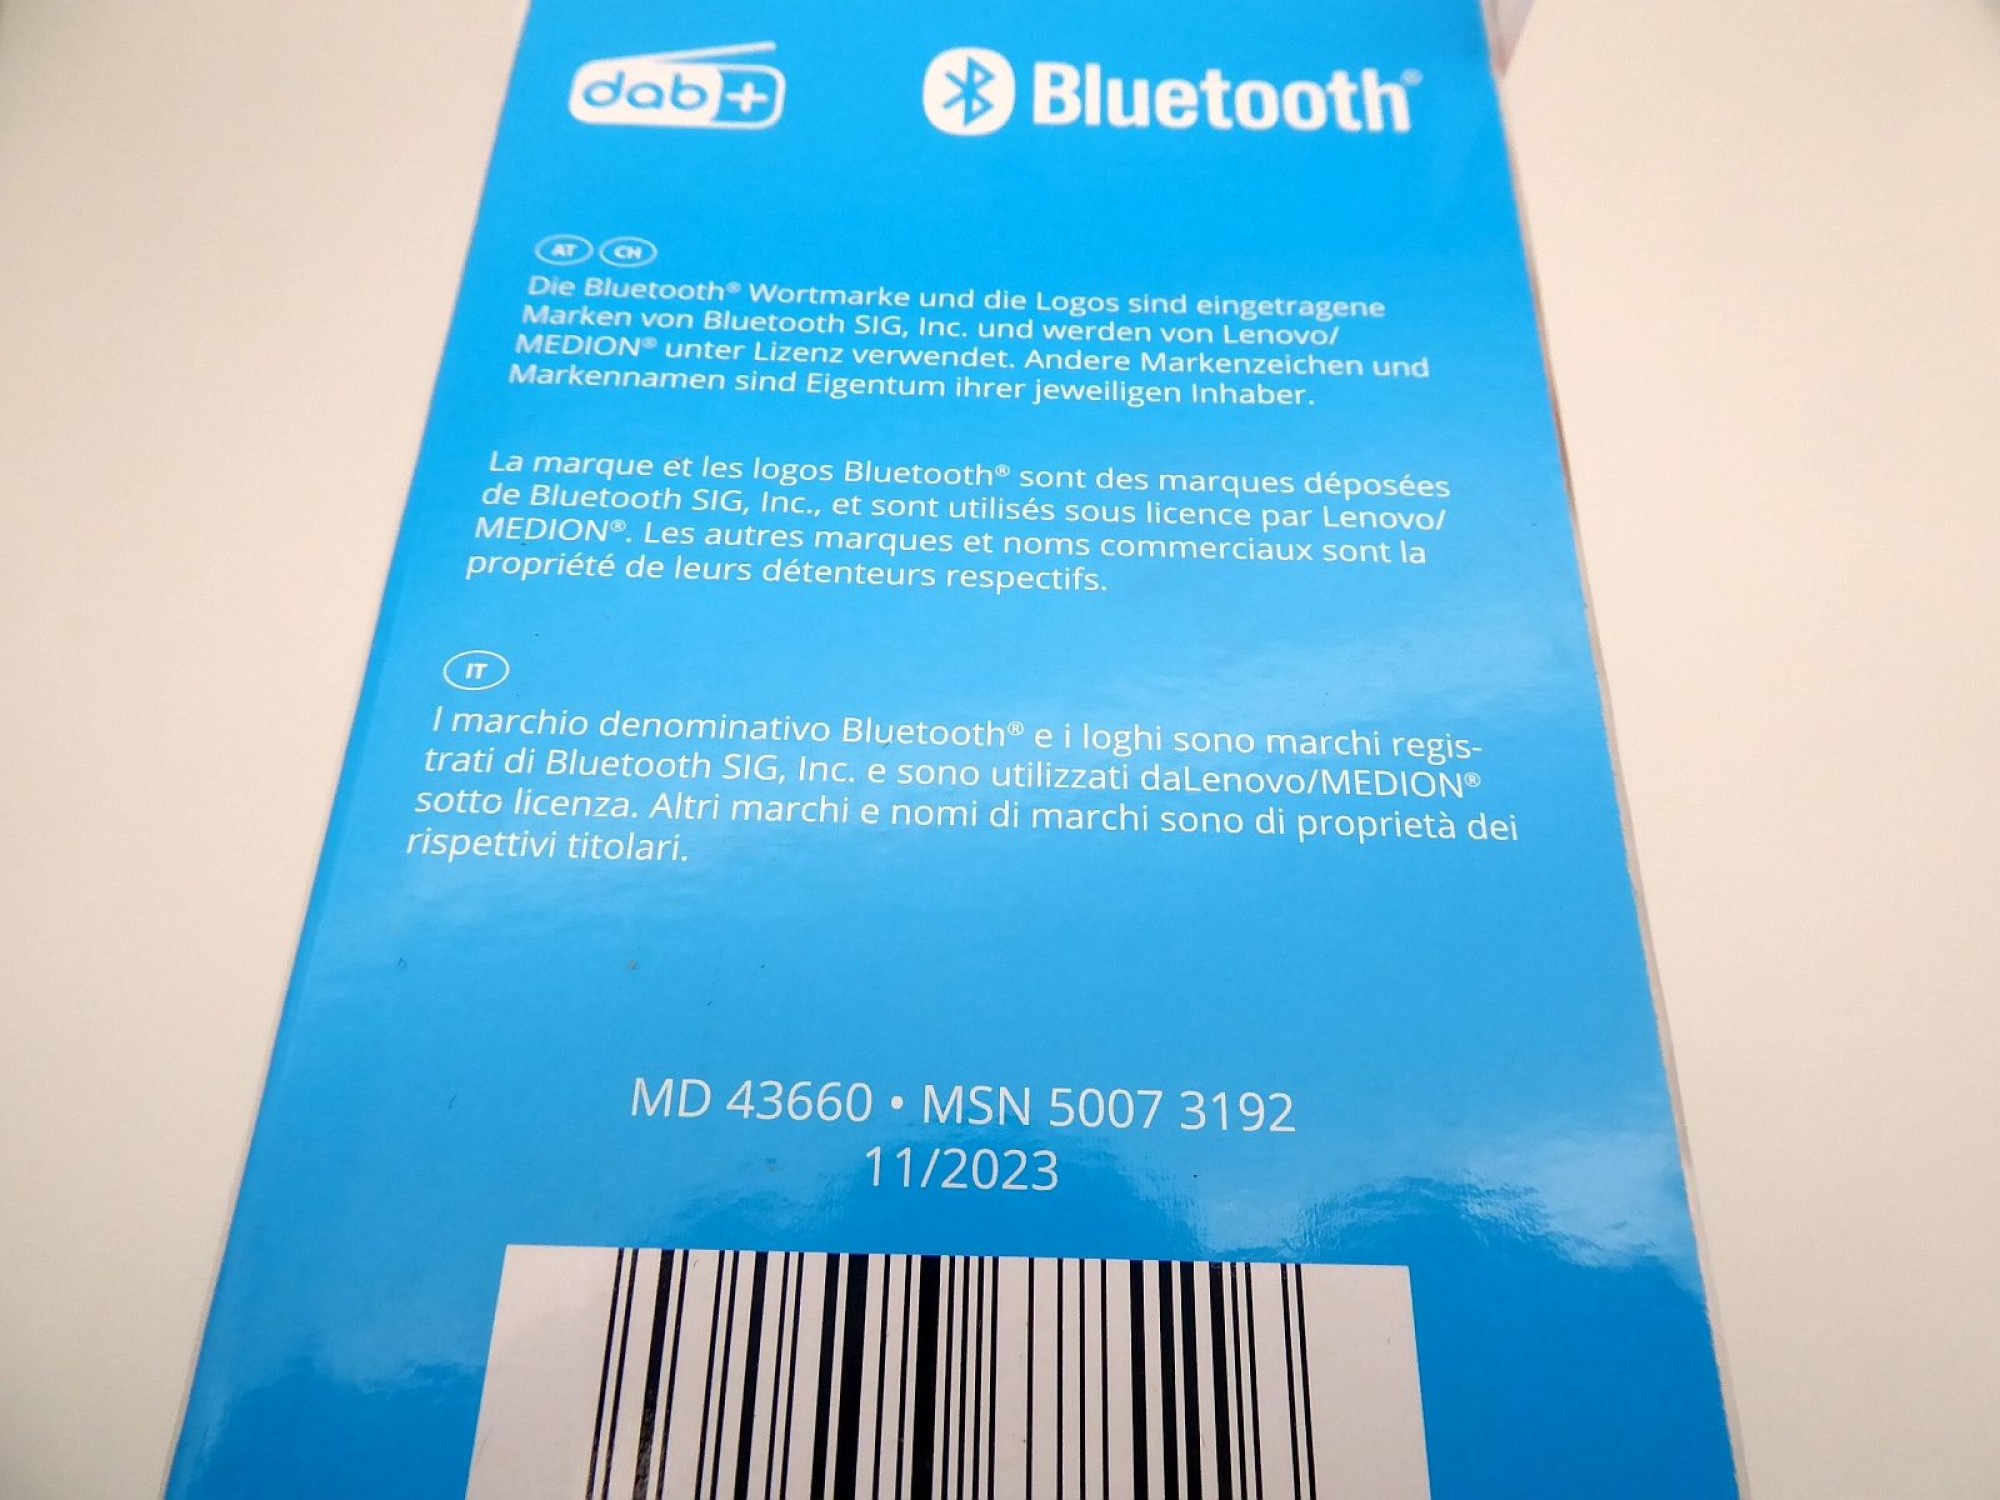 dab+ Bluetooth®
AT CH
Die Bluetooth® Wortmarke und die Logos sind eingetragene
Marken von Bluetooth SIG, Inc. und werden von Lenovo/
MEDION® unter Lizenz verwendet. Andere Markenzeichen und
Markennamen sind Eigentum ihrer jeweiligen Inhaber.
La marque et les logos Bluetooth® sont des marques déposées
de Bluetooth SIG, Inc., et sont utilisés sous licence par Lenovo/
MEDION®. Les autres marques et noms commerciaux sont la
propriété de leurs détenteurs respectifs.
IT
I marchio denominativo Bluetooth® e i loghi sono marchi regis-
trati di Bluetooth SIG, Inc. e sono utilizzati daLenovo/MEDION®
sotto licenza. Altri marchi e nomi di marchi sono di proprietà dei
rispettivi titolari.
MD 43660 • MSN 5007 3192
11/2023